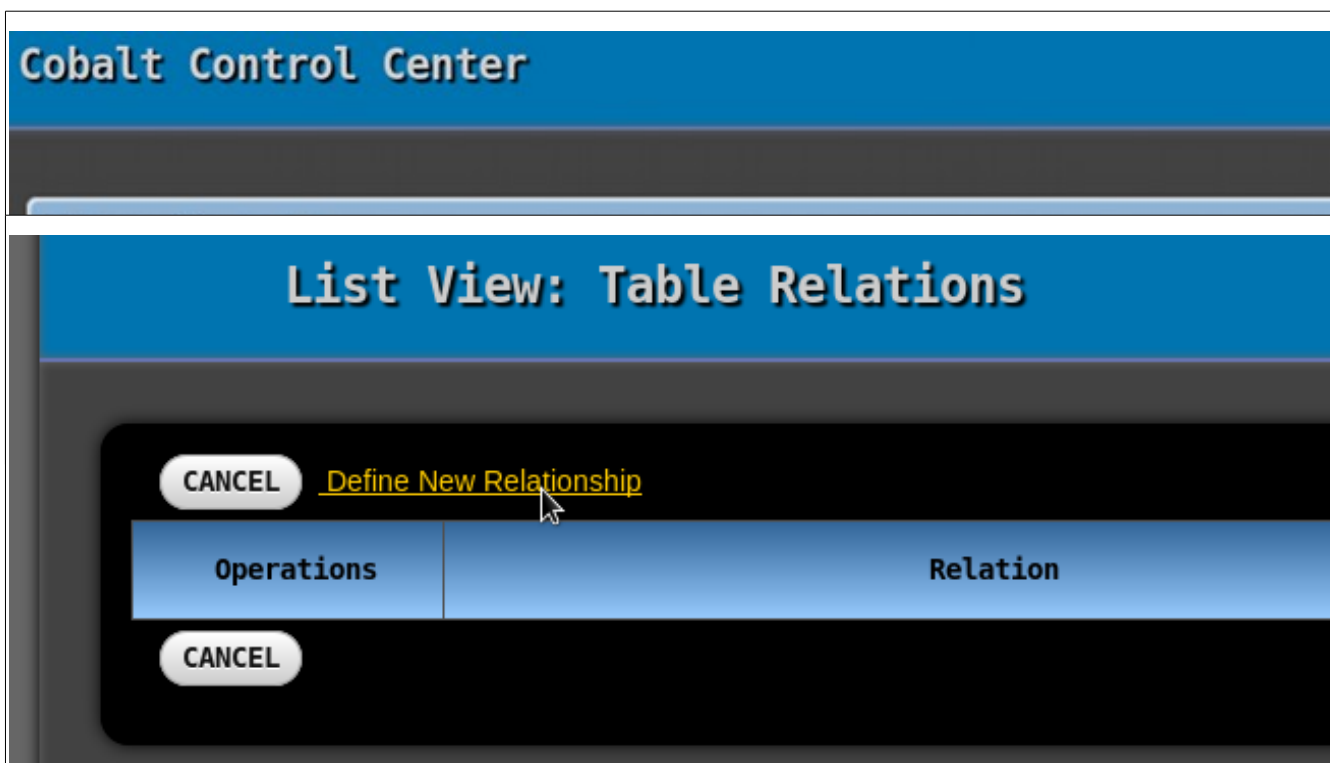 Cobalt Control Center
List View: Table Relations
CANCEL Define New Relationship
Operations Relation
CANCEL